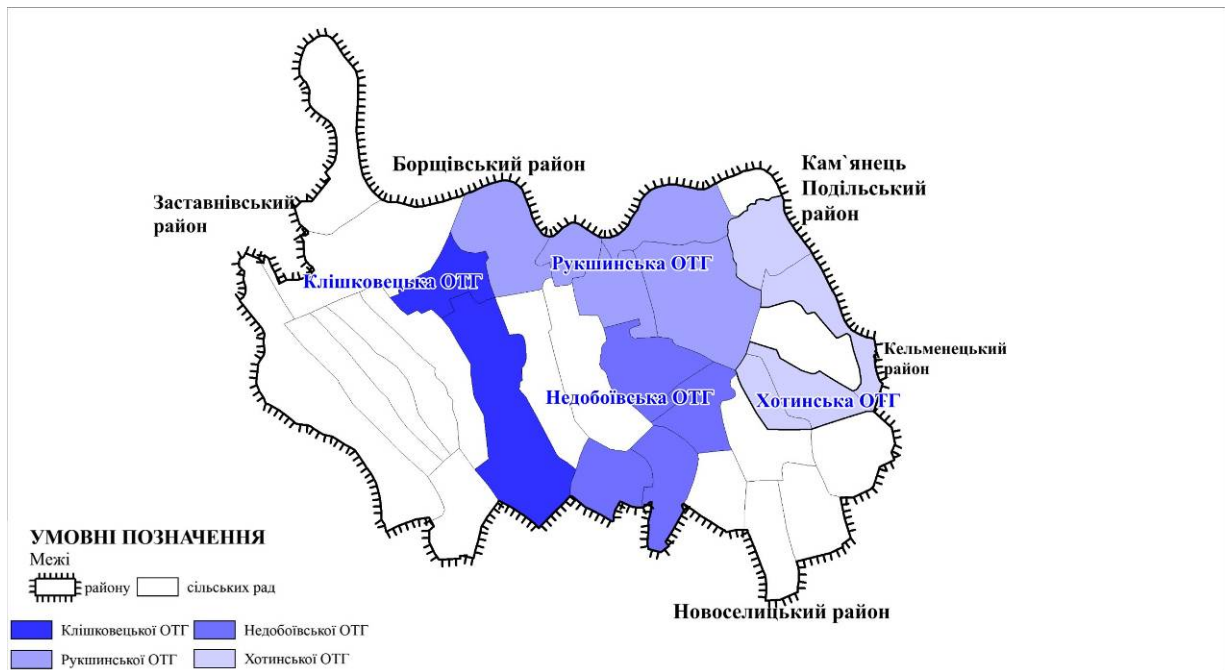 Борщівський район
Кам`янець
Подільський
район
Заставнівський
район
Клішковецька ОТГ
Рукшинська ОТГ
Кельменецький
район
Недобоївська ОТГ
Хотинська ОТГ
УМОВНІ ПОЗНАЧЕННЯ
Межі
району
сільських рад
Новоселицький район
Клішковецької ОТГ
Недобоївської ОТГ
Рукшинської ОТГ
Хотинської ОТГ